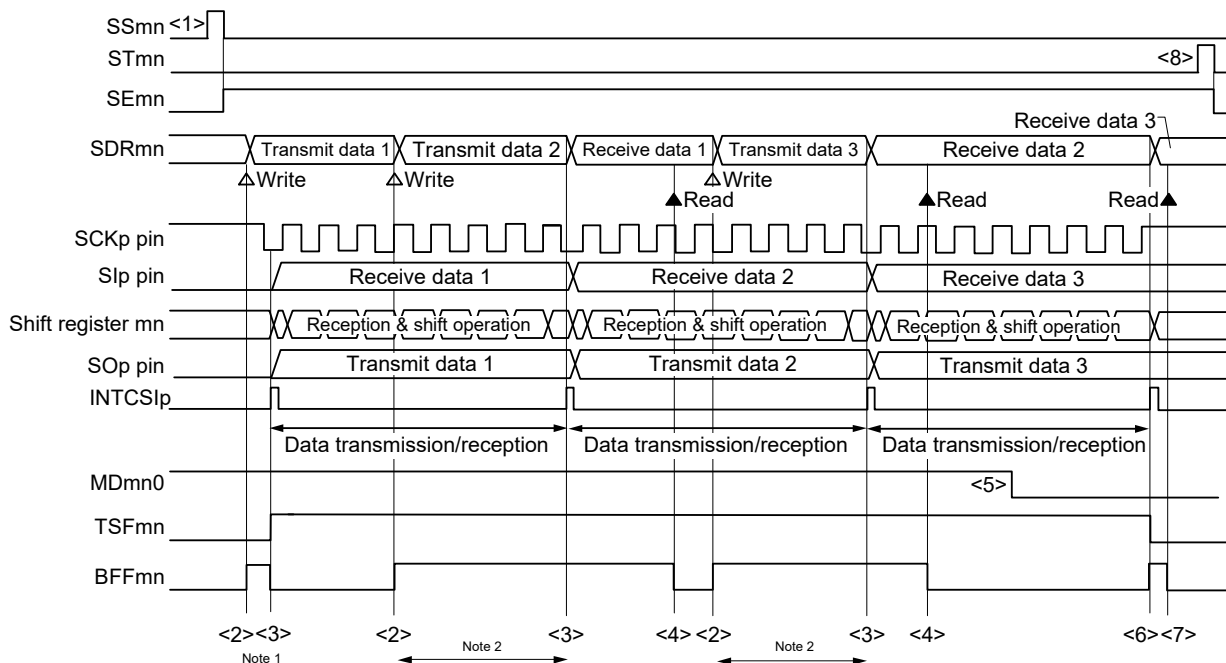 SSmn <1>
STmn <8>
SEmn
Receive data 3
SDRmn Transmit data 1 Transmit data 2 Receive data 1 Transmit data 3 Receive data 2
Write Write Write
Read Read Read
SCKp pin
SIp pin Receive data 1 Receive data 2 Receive data 3
Shift register mn Reception & shift operation Reception & shift operation Reception & shift operation
SOp pin Transmit data 1 Transmit data 2 Transmit data 3
INTCSIp
Data transmission/reception Data transmission/reception Data transmission/reception
MDmn0 <5>
TSFmn
BFFmn
<2> <3> <2> <3> <4> <2> <3> <4> <6> <7>
Note 1 Note 2 Note 2